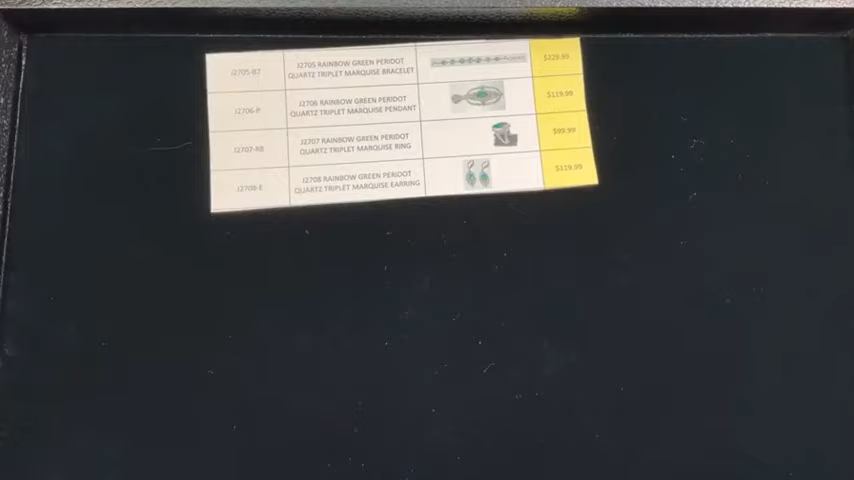 J2705-B7
J2705 RAINBOW GREEN PERIDOT
QUARTZ TRIPLET MARQUISE BRACELET
$229.99
J2706-P
J2706 RAINBOW GREEN PERIDOT
QUARTZ TRIPLET MARQUISE PENDANT
$119.99
J2707-R8
J2707 RAINBOW GREEN PERIDOT
QUARTZ TRIPLET MARQUISE RING
$99.99
J2708-E
J2708 RAINBOW GREEN PERIDOT
QUARTZ TRIPLET MARQUISE EARRING
$119.99